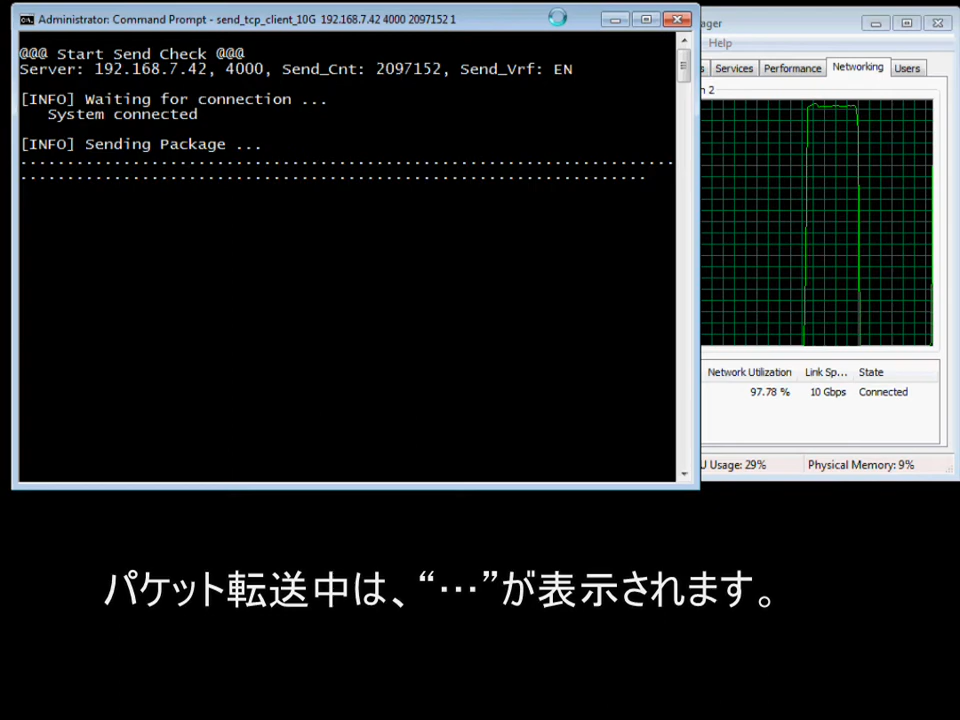 Administrator: Command Prompt - send_tcp_client_10G 192.168.7.42 4000 2097152 1
@@@ Start Send Check @@@
Server: 192.168.7.42, 4000, Send_Cnt: 2097152, Send_Vrf: EN
[INFO] Waiting for connection ...
System connected
[INFO] Sending Package ...
......................................................................
...................................................................
ager
Help
s Services Performance Networking Users
n 2
Network Utilization Link Sp... State
97.78 % 10 Gbps Connected
U Usage: 29% Physical Memory: 9%
パケット転送中は、“…”が表示されます。